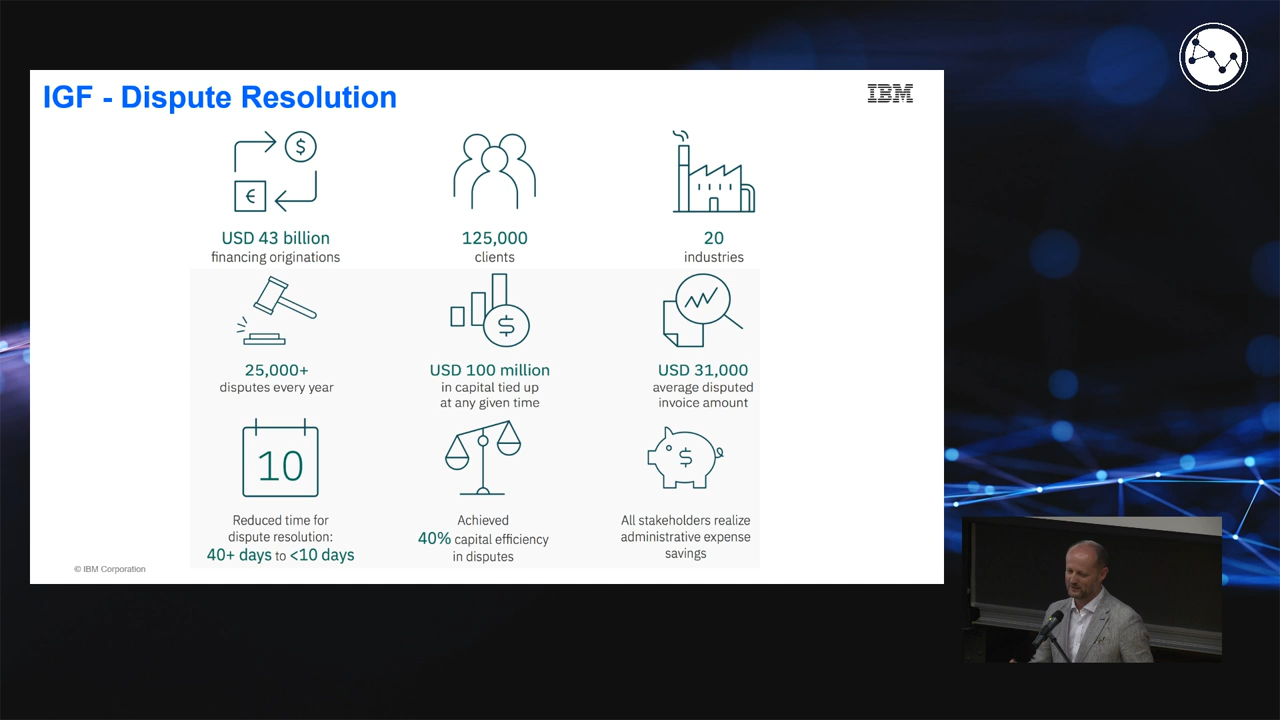 IGF - Dispute Resolution
IBM
$
€
USD 43 billion
financing originations
125,000
clients
20
industries
$
25,000+
disputes every year
USD 100 million
in capital tied up
at any given time
USD 31,000
average disputed
invoice amount
10
$
Reduced time for
dispute resolution:
40+ days to <10 days
Achieved
40% capital efficiency
in disputes
All stakeholders realize
administrative expense
savings
© IBM Corporation